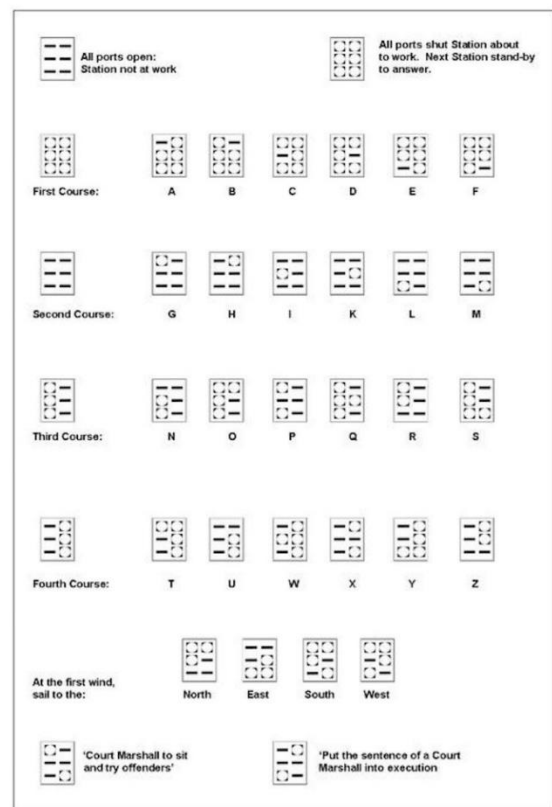 All ports open:
Station not at work
All ports shut Station about
to work. Next Station stand-by
to answer.
First Course:
A B C D E F
Second Course:
G H I K L M
Third Course:
N O P Q R S
Fourth Course:
T U W X Y Z
At the first wind,
sail to the:
North East South West
'Court Marshall to sit
and try offenders'
'Put the sentence of a Court
Marshall into execution